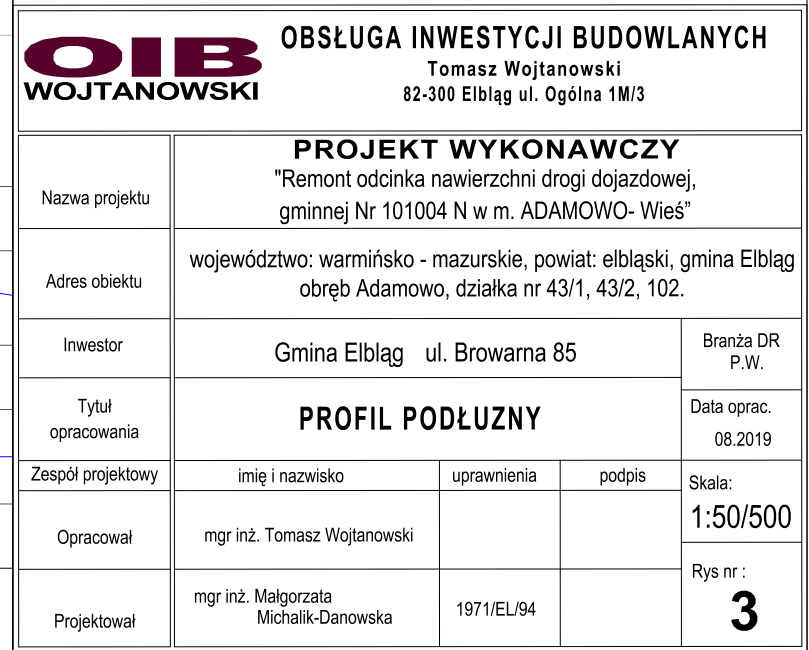 OIB
WOJTANOWSKI
OBSŁUGA INWESTYCJI BUDOWLANYCH
Tomasz Wojtanowski
82-300 Elbląg ul. Ogólna 1M/3
Nazwa projektu
PROJEKT WYKONAWCZY
"Remont odcinka nawierzchni drogi dojazdowej,
gminnej Nr 101004 N w m. ADAMOWO- Wieś”
Adres obiektu
województwo: warmińsko - mazurskie, powiat: elbląski, gmina Elbląg
obręb Adamowo, działka nr 43/1, 43/2, 102.
Inwestor
Gmina Elbląg ul. Browarna 85
Branża DR
P.W.
Tytuł
opracowania
PROFIL PODŁUZNY
Data oprac.
08.2019
Zespół projektowy
imię i nazwisko
uprawnienia
podpis
Skala:
1:50/500
Opracował
mgr inż. Tomasz Wojtanowski
Projektował
mgr inż. Małgorzata
Michalik-Danowska
1971/EL/94
Rys nr :
3